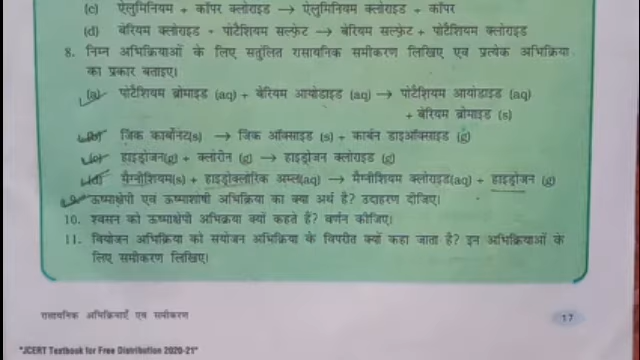 (c) ऐलुमिनियम + कॉपर क्लोराइड → ऐलुमिनियम क्लोराइड + कॉपर
(d) बेरियम क्लोराइड + पोटैशियम सल्फ़ेट → बेरियम सल्फ़ेट + पोटैशियम क्लोराइड
8. निम्न अभिक्रियाओं के लिए संतुलित रासायनिक समीकरण लिखिए एवं प्रत्येक अभिक्रिया
का प्रकार बताइए।
(a) पोटैशियम ब्रोमाइड (aq) + बेरियम आयोडाइड (aq) → पोटैशियम आयोडाइड (aq)
+ बेरियम ब्रोमाइड (s)
(b) जिंक कार्बोनेट(s) → जिंक ऑक्साइड (s) + कार्बन डाइऑक्साइड (g)
(c) हाइड्रोजन(g) + क्लोरीन (g) → हाइड्रोजन क्लोराइड (g)
(d) मैग्नीशियम(s) + हाइड्रोक्लोरिक अम्ल(aq) → मैग्नीशियम क्लोराइड(aq) + हाइड्रोजन (g)
9. ऊष्माक्षेपी एवं ऊष्माशोषी अभिक्रिया का क्या अर्थ है? उदाहरण दीजिए।
10. श्वसन को ऊष्माक्षेपी अभिक्रया क्यों कहते हैं? वर्णन कीजिए।
11. वियोजन अभिक्रिया को संयोजन अभिक्रिया के विपरीत क्यों कहा जाता है? इन अभिक्रियाओं के
लिए समीकरण लिखिए।
रासायनिक अभिक्रियाएँ एवं समीकरण
17
"JCERT Textbook for Free Distribution 2020-21"